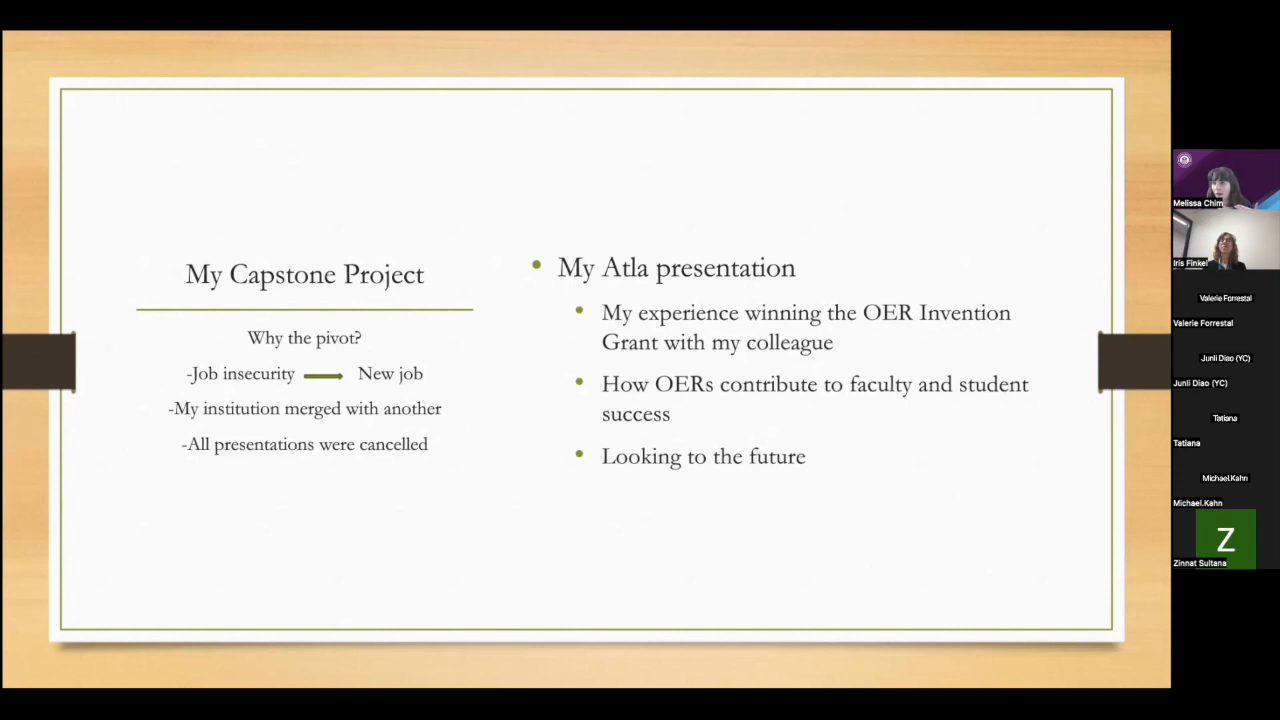 My Capstone Project
Why the pivot?
-Job insecurity New job
-My institution merged with another
-All presentations were cancelled
• My Atla presentation
• My experience winning the OER Invention
Grant with my colleague
• How OERs contribute to faculty and student
success
• Looking to the future
Melissa Chim
Iris Finkel
Valerie Forrestal
Valerie Forrestal
Junli Diao (YC)
Junli Diao (YC)
Tatiana
Tatiana
Michael.Kahn
Michael.Kahn
Z
Zinnat Sultana